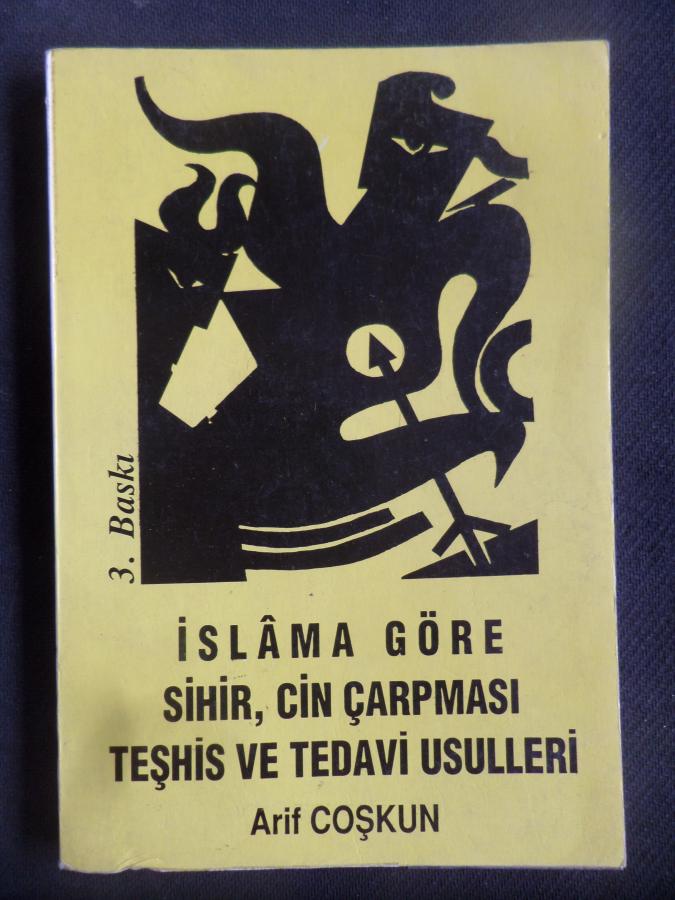 3. Baskı
İSLÂMA GÖRE
SİHİR, CİN ÇARPMASI
TEŞHİS VE TEDAVİ USULLERİ
Arif COŞKUN